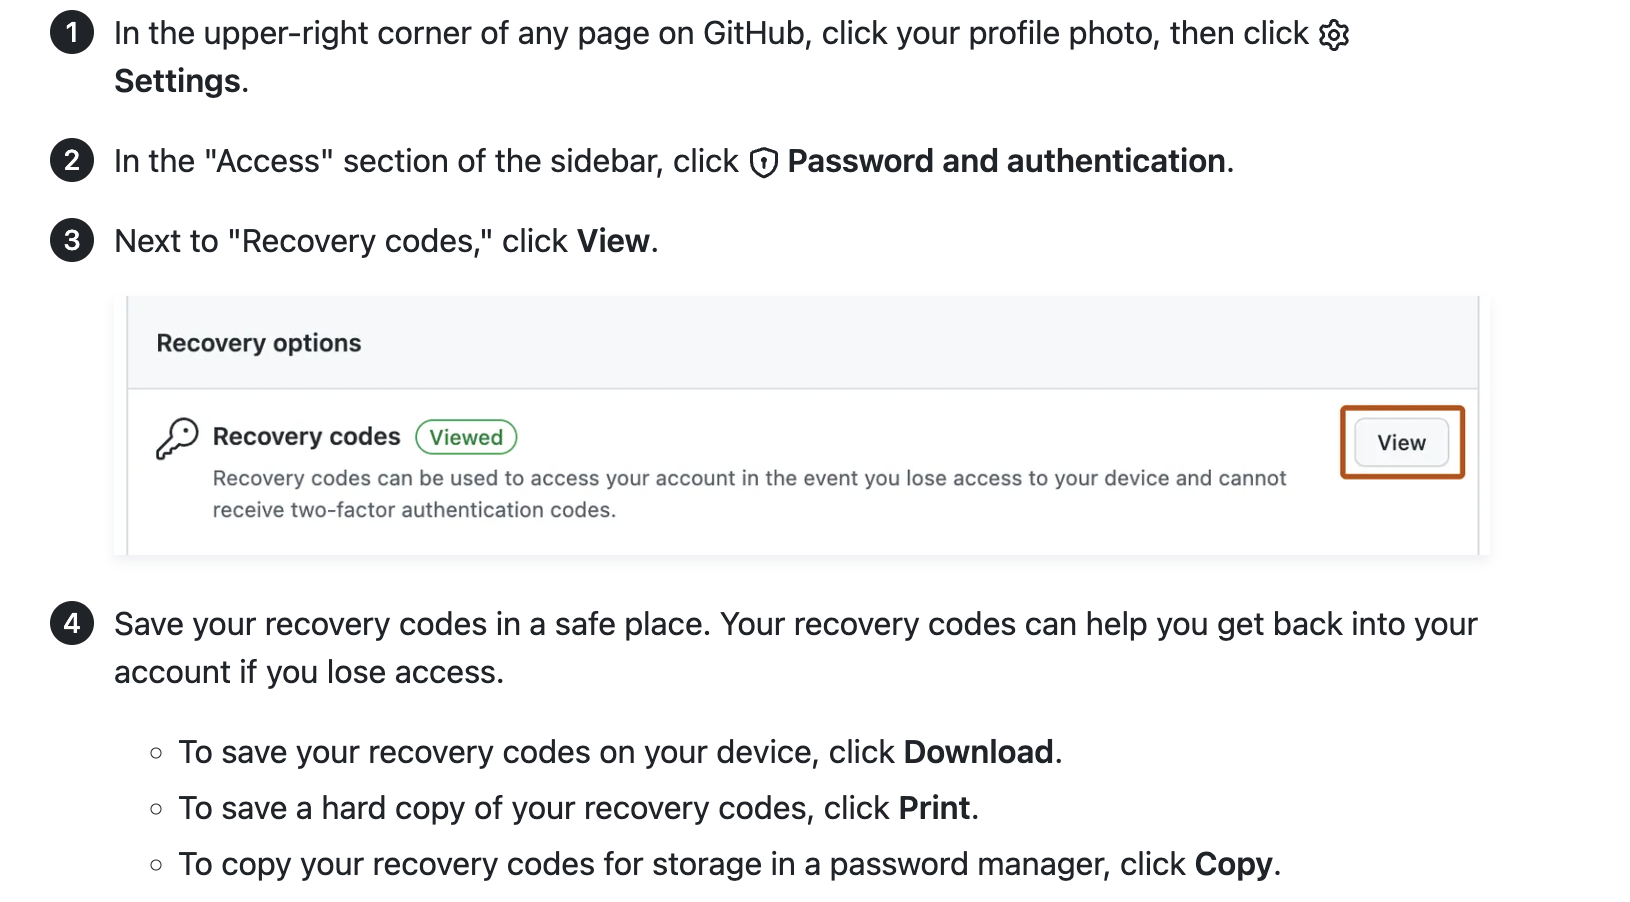 1 In the upper-right corner of any page on GitHub, click your profile photo, then click
Settings.
2 In the "Access" section of the sidebar, click Password and authentication.
3 Next to "Recovery codes," click View.
Recovery options
Recovery codes Viewed
View
Recovery codes can be used to access your account in the event you lose access to your device and cannot
receive two-factor authentication codes.
4 Save your recovery codes in a safe place. Your recovery codes can help you get back into your
account if you lose access.
To save your recovery codes on your device, click Download.
To save a hard copy of your recovery codes, click Print.
To copy your recovery codes for storage in a password manager, click Copy.